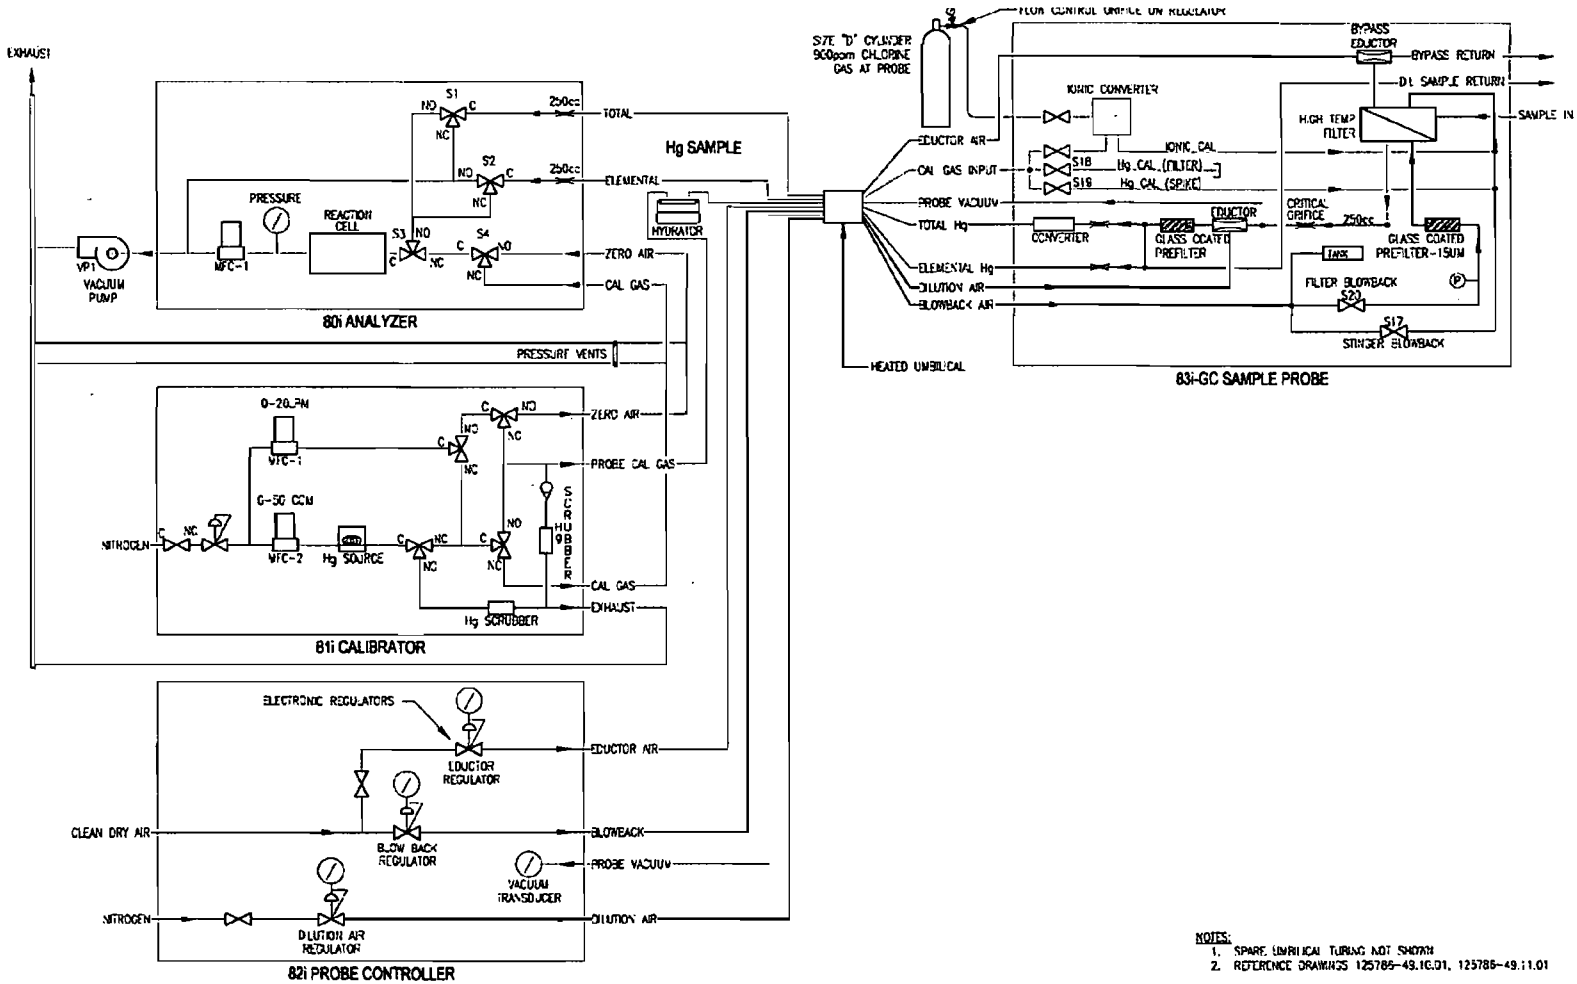 EXHAUST
S1
NO
C
NC
250cc
TOTAL
S2
NO
C
NC
250cc
ELEMENTAL
Hg SAMPLE
HYDRATOR
PRESSURE
REACTION
CELL
MFC-1
S3
NO
C
NC
S4
C
NO
NC
ZERO AIR
CAL GAS
VP1
VACUUM
PUMP
80i ANALYZER
PRESSURE VENTS
FLOW CONTROL ORIFICE ON REGULATOR
SIZE "D" CYLINDER
900ppm CHLORINE
GAS AT PROBE
BYPASS
EDUCTOR
BYPASS RETURN
DIL SAMPLE RETURN
IONIC CONVERTER
HIGH TEMP
FILTER
SAMPLE IN
EDUCTOR AIR
IONIC CAL
CAL GAS INPUT
S18
Hg CAL (FILTER)
S19
Hg CAL (SPIKE)
PROBE VACUUM
TOTAL Hg
CONVERTER
GLASS COATED
PREFILTER
EDUCTOR
CRITICAL
ORIFICE
250cc
GLASS COATED
PREFILTER-15UM
TANK
ELEMENTAL Hg
DILUTION AIR
BLOWBACK AIR
FILTER BLOWBACK
S20
P
S17
STINGER BLOWBACK
HEATED UMBILICAL
83i-GC SAMPLE PROBE
0-20LPM
MFC-1
C
NO
NC
C
NO
NC
ZERO AIR
PROBE CAL GAS
0-50 CCM
MFC-2
NITROGEN
C
NC
Hg SOURCE
C
NC
NC
C
NO
NC
Hg
SCRUBBER
CAL GAS
EXHAUST
Hg SCRUBBER
81i CALIBRATOR
ELECTRONIC REGULATORS
EDUCTOR
REGULATOR
EDUCTOR AIR
CLEAN DRY AIR
BLOW BACK
REGULATOR
BLOWBACK
VACUUM
TRANSDUCER
PROBE VACUUM
NITROGEN
DILUTION AIR
REGULATOR
DILUTION AIR
82i PROBE CONTROLLER
NOTES:
1. SPARE UMBILICAL TUBING NOT SHOWN
2. REFERENCE DRAWINGS 125786-49.10.01, 125786-49.11.01